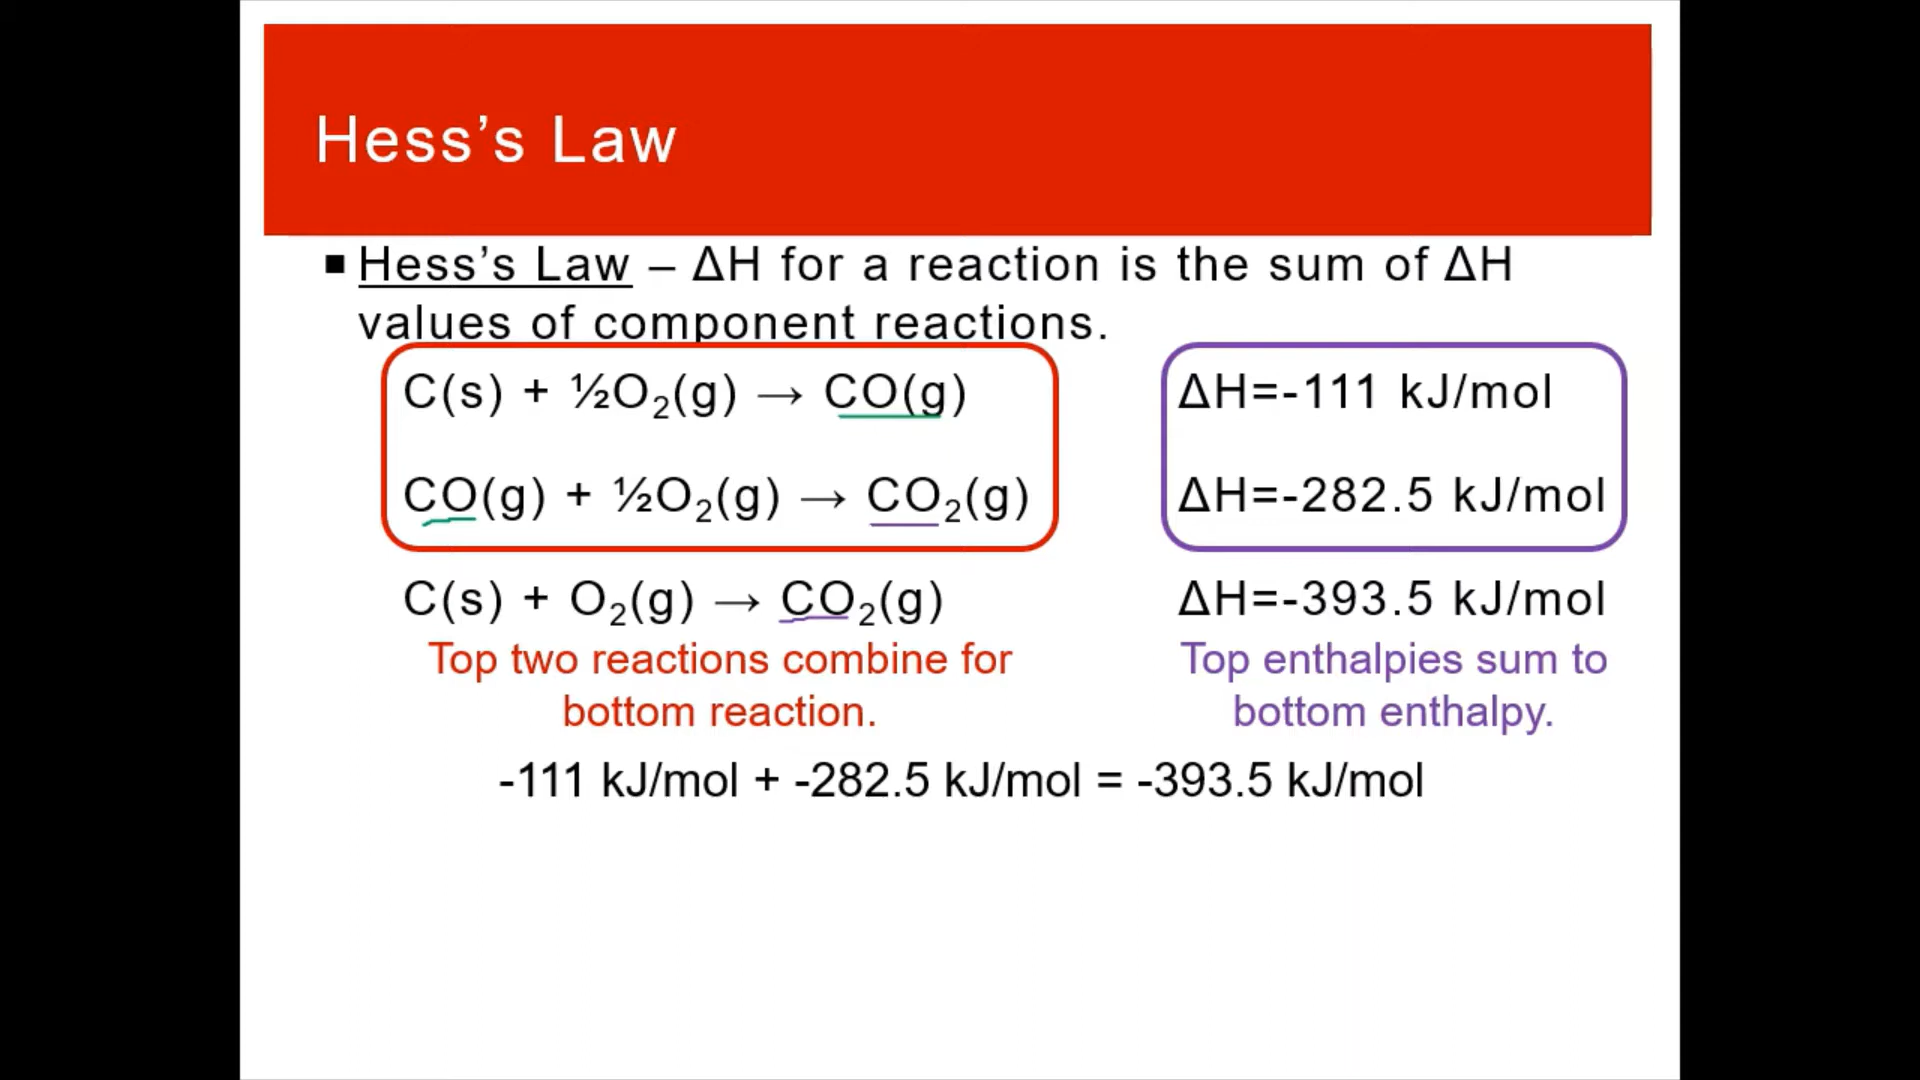 Hess’s Law
▪ Hess’s Law – ΔH for a reaction is the sum of ΔH
values of component reactions.
C(s) + ½O₂(g) → CO(g) ΔH=-111 kJ/mol
CO(g) + ½O₂(g) → CO₂(g) ΔH=-282.5 kJ/mol
C(s) + O₂(g) → CO₂(g) ΔH=-393.5 kJ/mol
Top two reactions combine for
bottom reaction.
Top enthalpies sum to
bottom enthalpy.
-111 kJ/mol + -282.5 kJ/mol = -393.5 kJ/mol